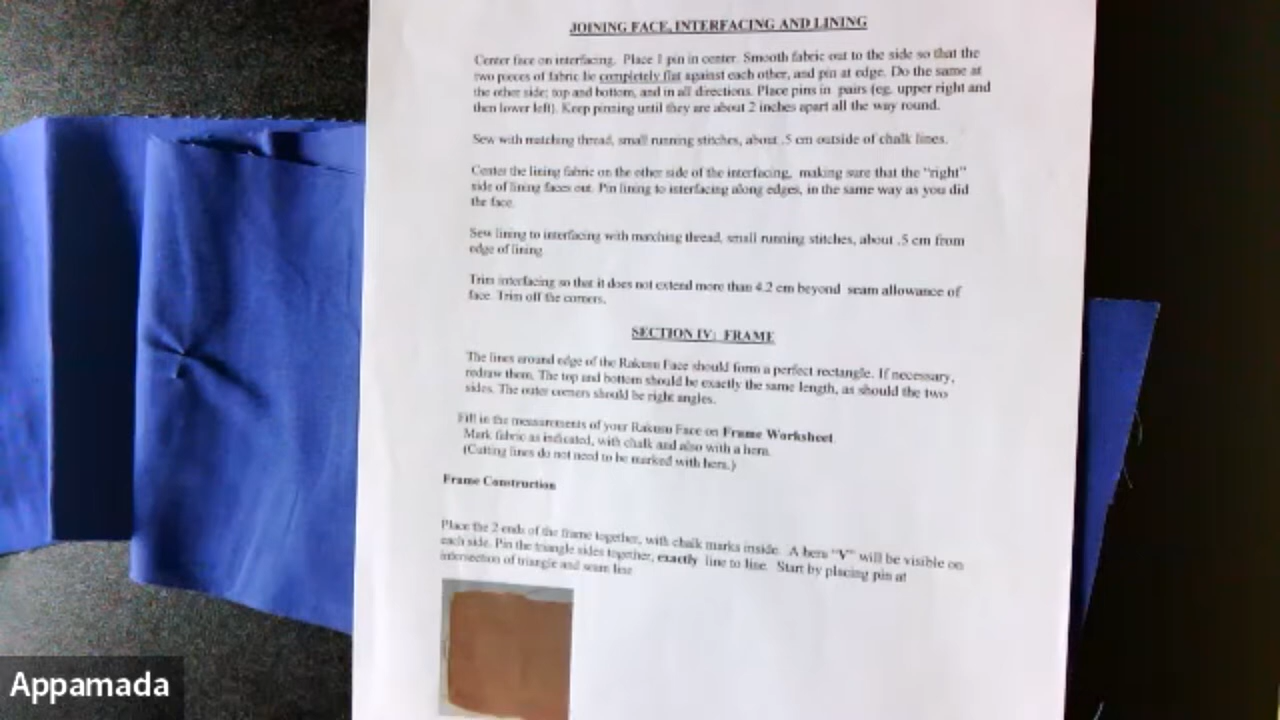 JOINING FACE, INTERFACING AND LINING
Center face on interfacing. Place 1 pin in center. Smooth fabric out to the side so that the
two pieces of fabric lie completely flat against each other, and pin at edge. Do the same at
the other side; top and bottom, and in all directions. Place pins in pairs (eg. upper right and
then lower left). Keep pinning until they are about 2 inches apart all the way round.
Sew with matching thread, small running stitches, about .5 cm outside of chalk lines.
Center the lining fabric on the other side of the interfacing, making sure that the "right"
side of lining faces out. Pin lining to interfacing along edges, in the same way as you did
the face.
Sew lining to interfacing with matching thread, small running stitches, about .5 cm from
edge of lining
Trim interfacing so that it does not extend more than 4.2 cm beyond seam allowance of
face. Trim off the corners.
SECTION IV: FRAME
The lines around edge of the Rakusu Face should form a perfect rectangle. If necessary,
redraw them. The top and bottom should be exactly the same length, as should the two
sides. The outer corners should be right angles.
Fill in the measurements of your Rakusu Face on Frame Worksheet.
Mark fabric as indicated, with chalk and also with a hera.
(Cutting lines do not need to be marked with hera.)
Frame Construction
Place the 2 ends of the frame together, with chalk marks inside. A hera "V" will be visible on
each side. Pin the triangle sides together, exactly line to line. Start by placing pin at
intersection of triangle and seam line
Appamada